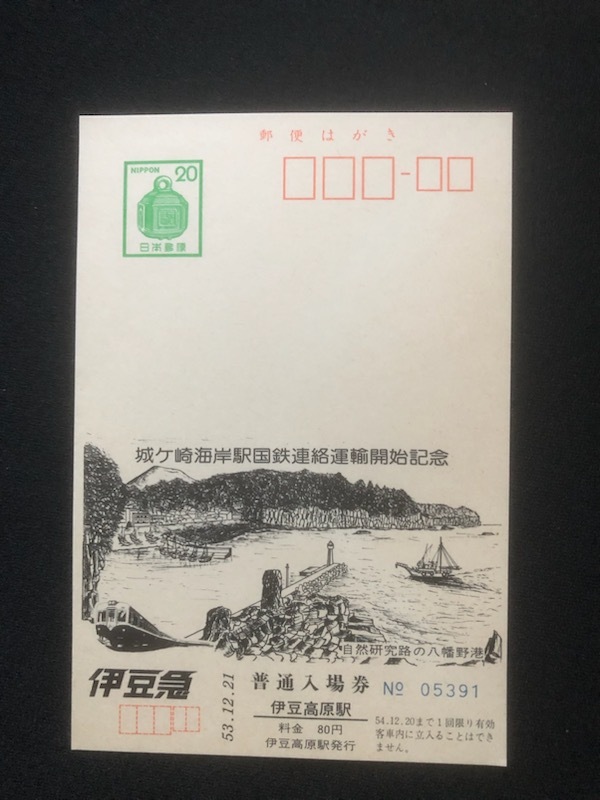 郵便はがき
NIPPON 20
日本郵便
城ケ崎海岸駅国鉄連絡運輸開始記念
自然研究路の八幡野港
伊豆急
53.12.21
普通入場券
伊豆高原駅
料金 80円
伊豆高原駅発行
№ 05391
54.12.20まで1回限り有効
客車内に立入ることはでき
ません。